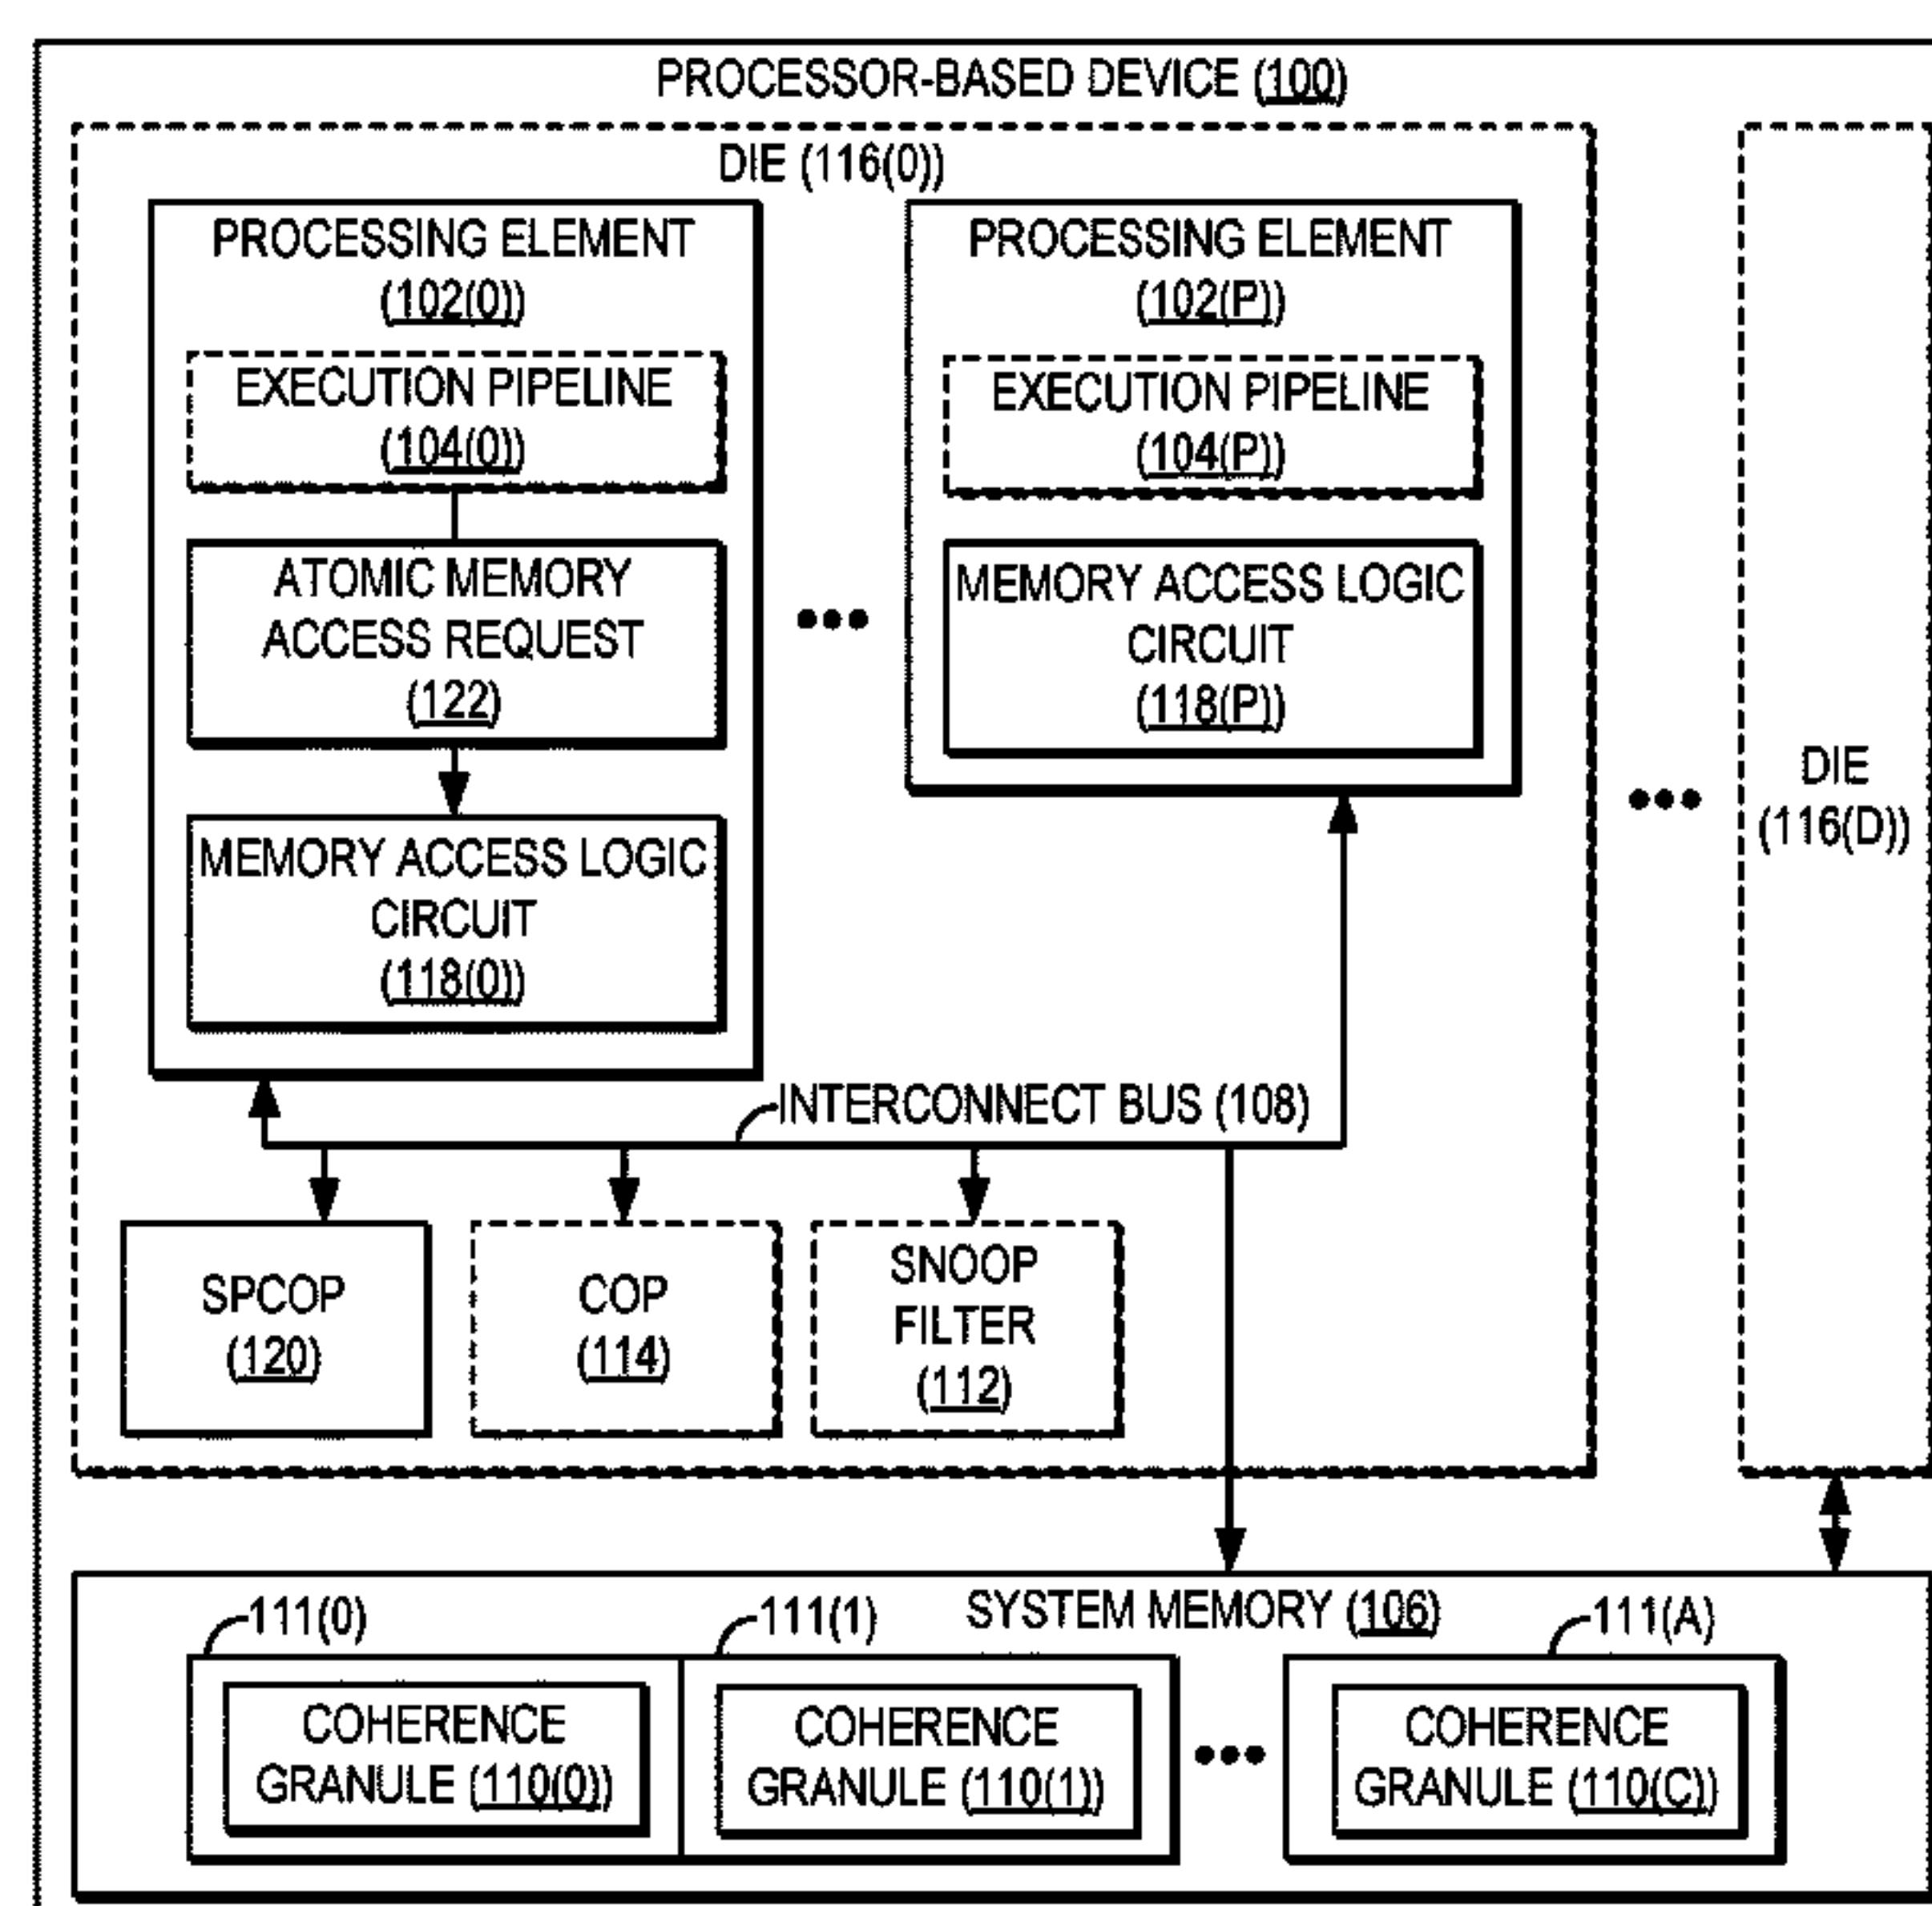 PROCESSOR-BASED DEVICE (100)
DIE (116(0))
PROCESSING ELEMENT
(102(0))
EXECUTION PIPELINE
(104(0))
ATOMIC MEMORY
ACCESS REQUEST
(122)
MEMORY ACCESS LOGIC
CIRCUIT
(118(0))
PROCESSING ELEMENT
(102(P))
EXECUTION PIPELINE
(104(P))
MEMORY ACCESS LOGIC
CIRCUIT
(118(P))
DIE
(116(D))
INTERCONNECT BUS (108)
SPCOP
(120)
COP
(114)
SNOOP
FILTER
(112)
SYSTEM MEMORY (106)
111(0)
111(1)
111(A)
COHERENCE
GRANULE (110(0))
COHERENCE
GRANULE (110(1))
COHERENCE
GRANULE (110(C))